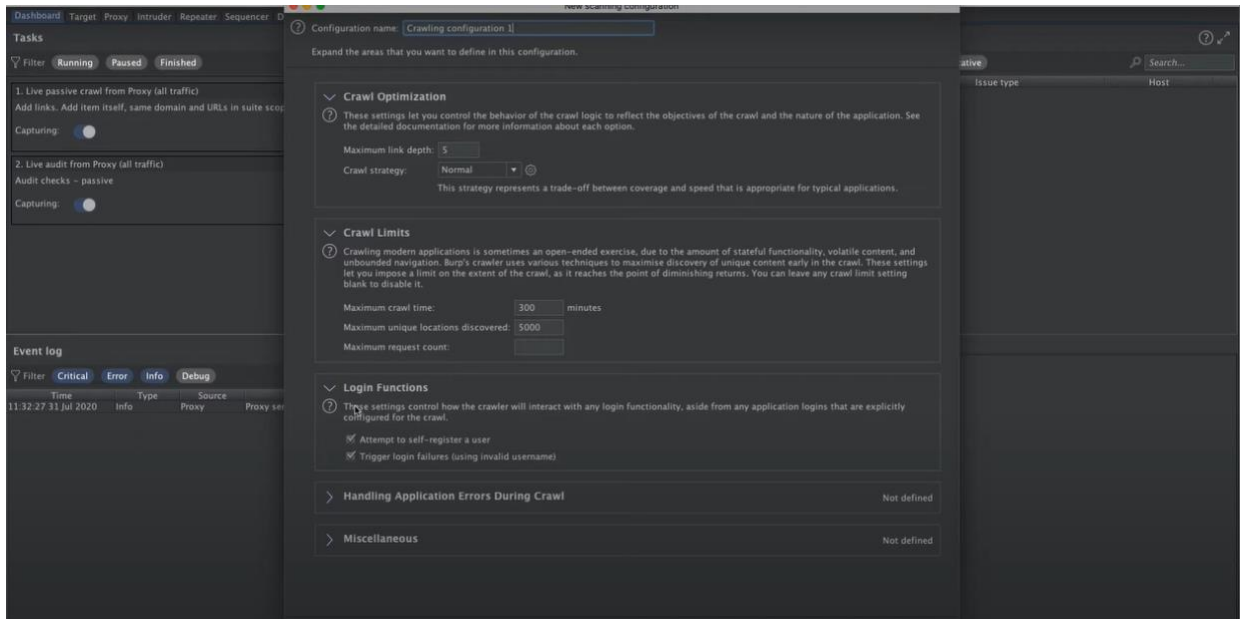 New scanning configuration
Dashboard Target Proxy Intruder Repeater Sequencer
Tasks
Filter Running Paused Finished
1. Live passive crawl from Proxy (all traffic)
Add links. Add item itself, same domain and URLs in suite scop
Capturing:
2. Live audit from Proxy (all traffic)
Audit checks – passive
Capturing:
Event log
Filter Critical Error Info Debug
Time Type Source
11:32:27 31 Jul 2020 Info Proxy Proxy ser
Configuration name: Crawling configuration 1
Expand the areas that you want to define in this configuration.
Crawl Optimization
These settings let you control the behavior of the crawl logic to reflect the objectives of the crawl and the nature of the application. See
the detailed documentation for more information about each option.
Maximum link depth: 5
Crawl strategy: Normal
This strategy represents a trade-off between coverage and speed that is appropriate for typical applications.
Crawl Limits
Crawling modern applications is sometimes an open-ended exercise, due to the amount of stateful functionality, volatile content, and
unbounded navigation. Burp's crawler uses various techniques to maximise discovery of unique content early in the crawl. These settings
let you impose a limit on the extent of the crawl, as it reaches the point of diminishing returns. You can leave any crawl limit setting
blank to disable it.
Maximum crawl time: 300 minutes
Maximum unique locations discovered: 5000
Maximum request count:
Login Functions
These settings control how the crawler will interact with any login functionality, aside from any application logins that are explicitly
configured for the crawl.
Attempt to self-register a user
Trigger login failures (using invalid username)
Handling Application Errors During Crawl Not defined
Miscellaneous Not defined
ative Search...
Issue type Host